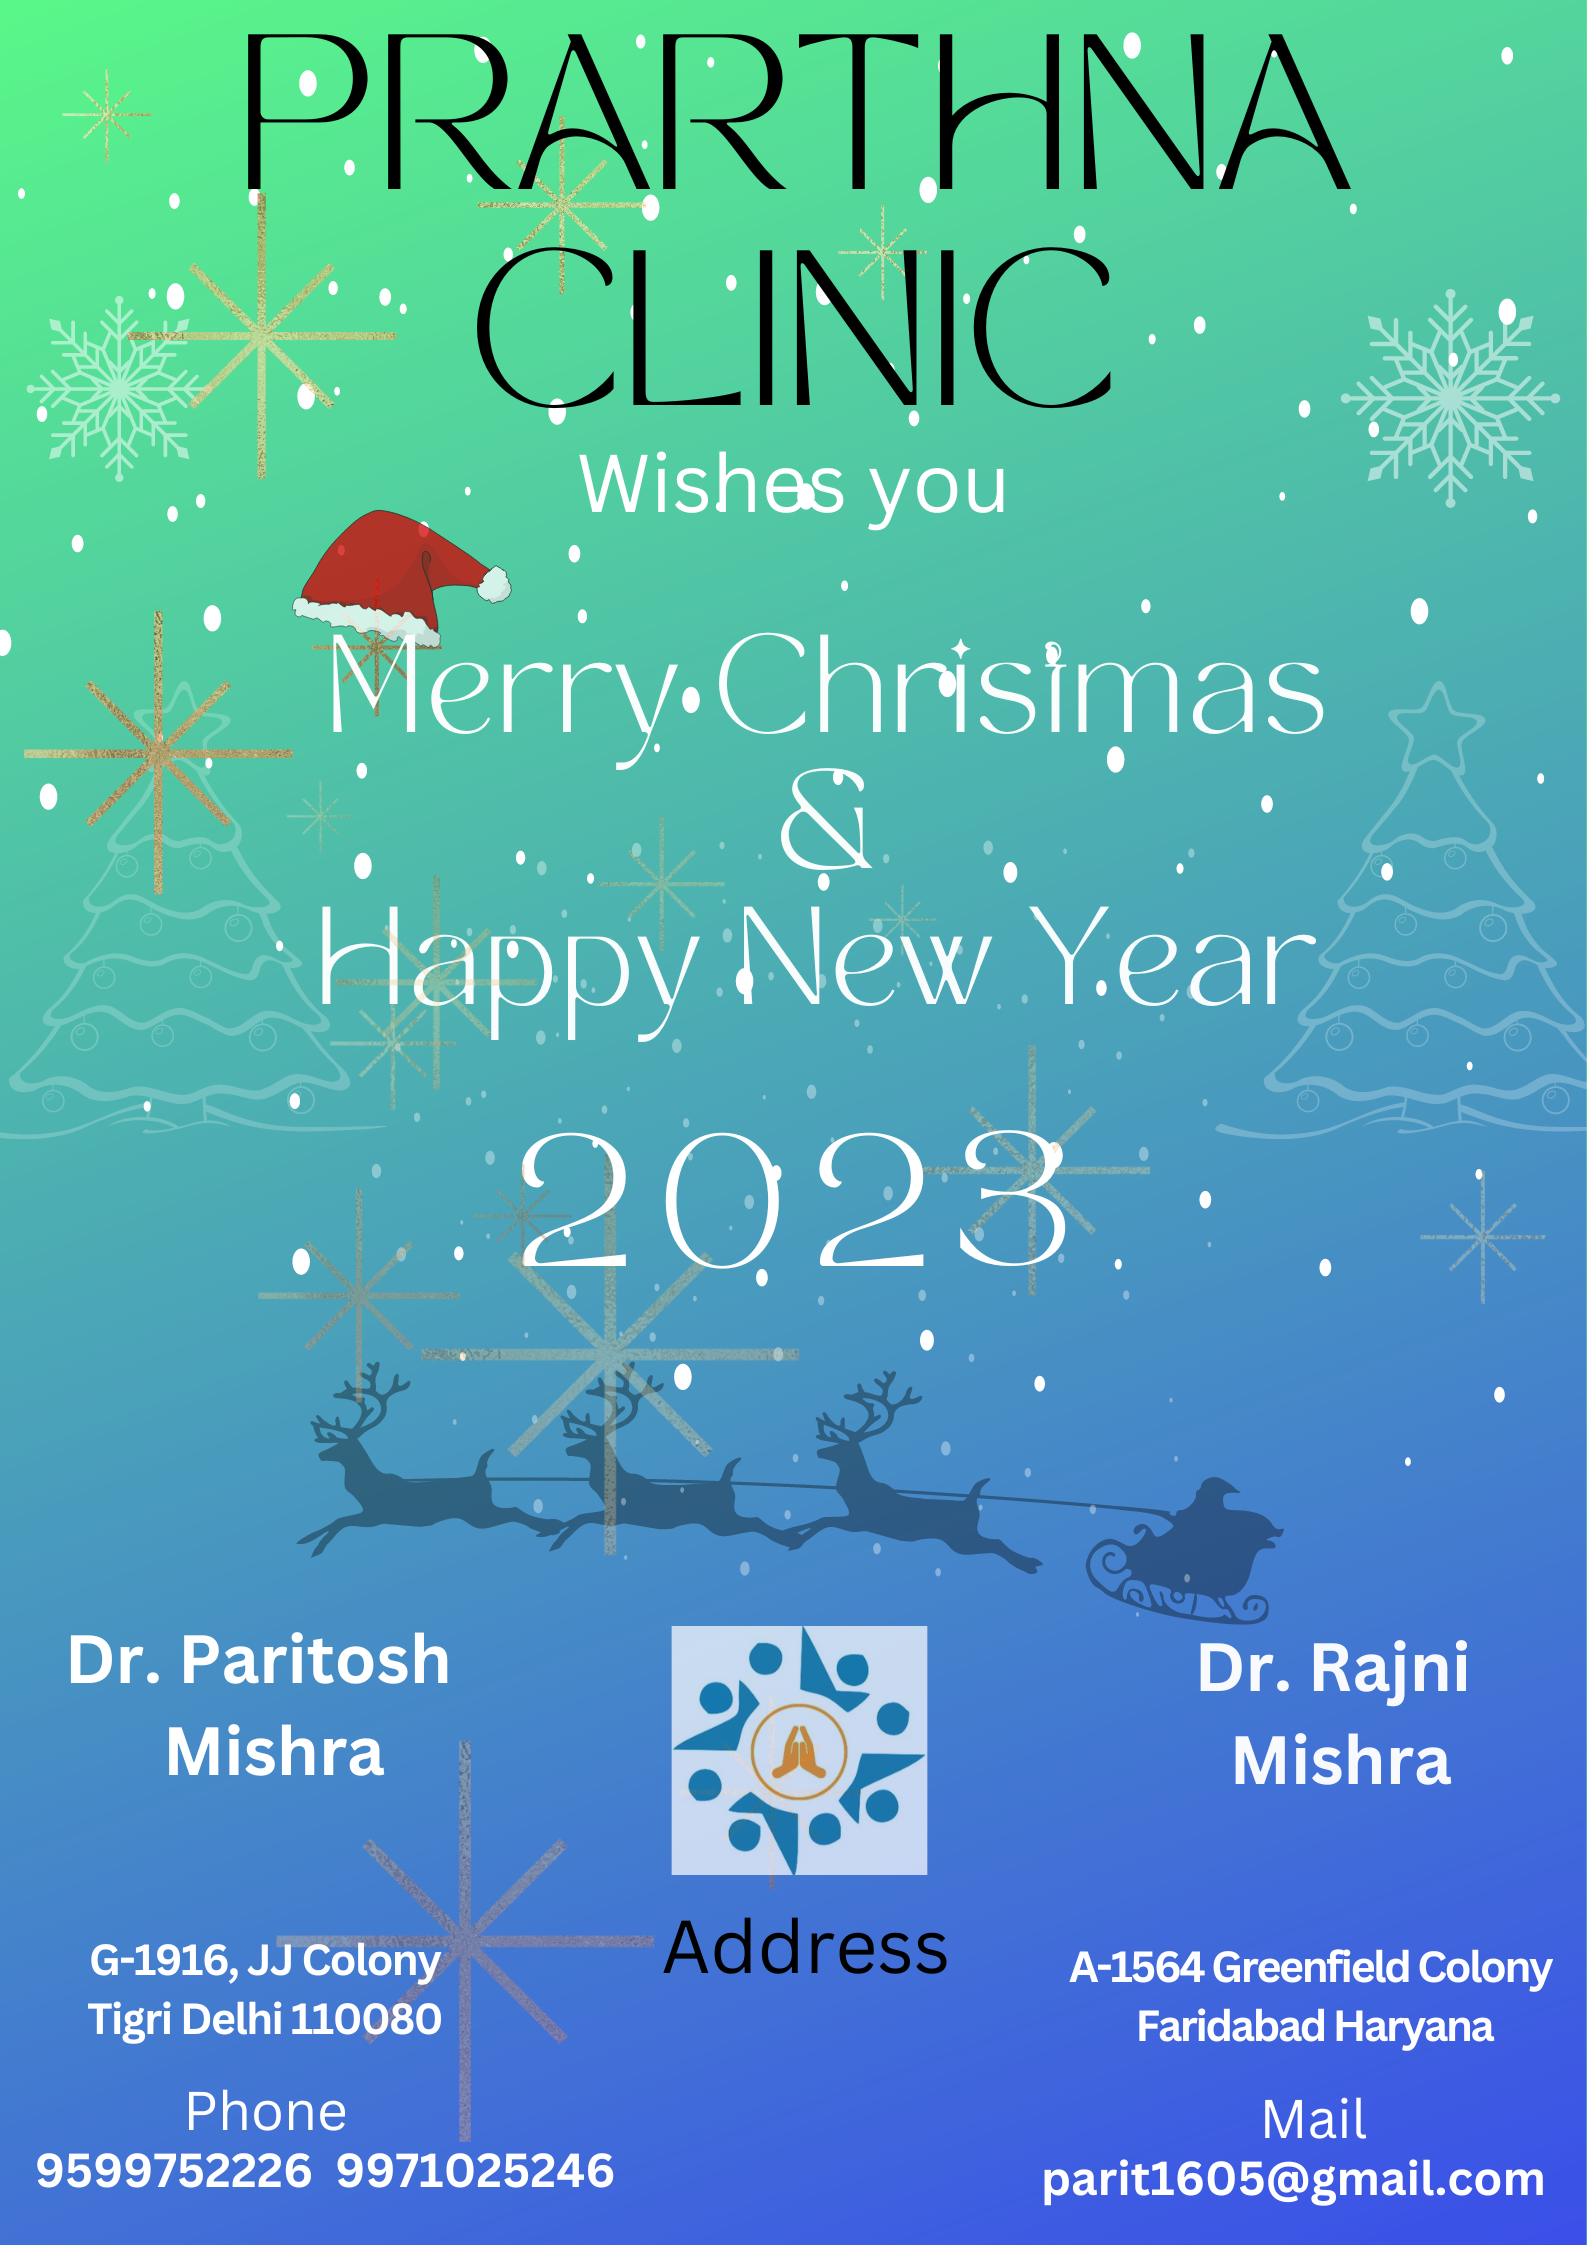 PRARTHNA
CLINIC
Wishes you
Merry Chrisimas
&
Happy New Year
2023
Dr. Paritosh
Mishra
Dr. Rajni
Mishra
Address
G-1916, JJ Colony
Tigri Delhi 110080
A-1564 Greenfield Colony
Faridabad Haryana
Phone
9599752226 9971025246
Mail
parit1605@gmail.com